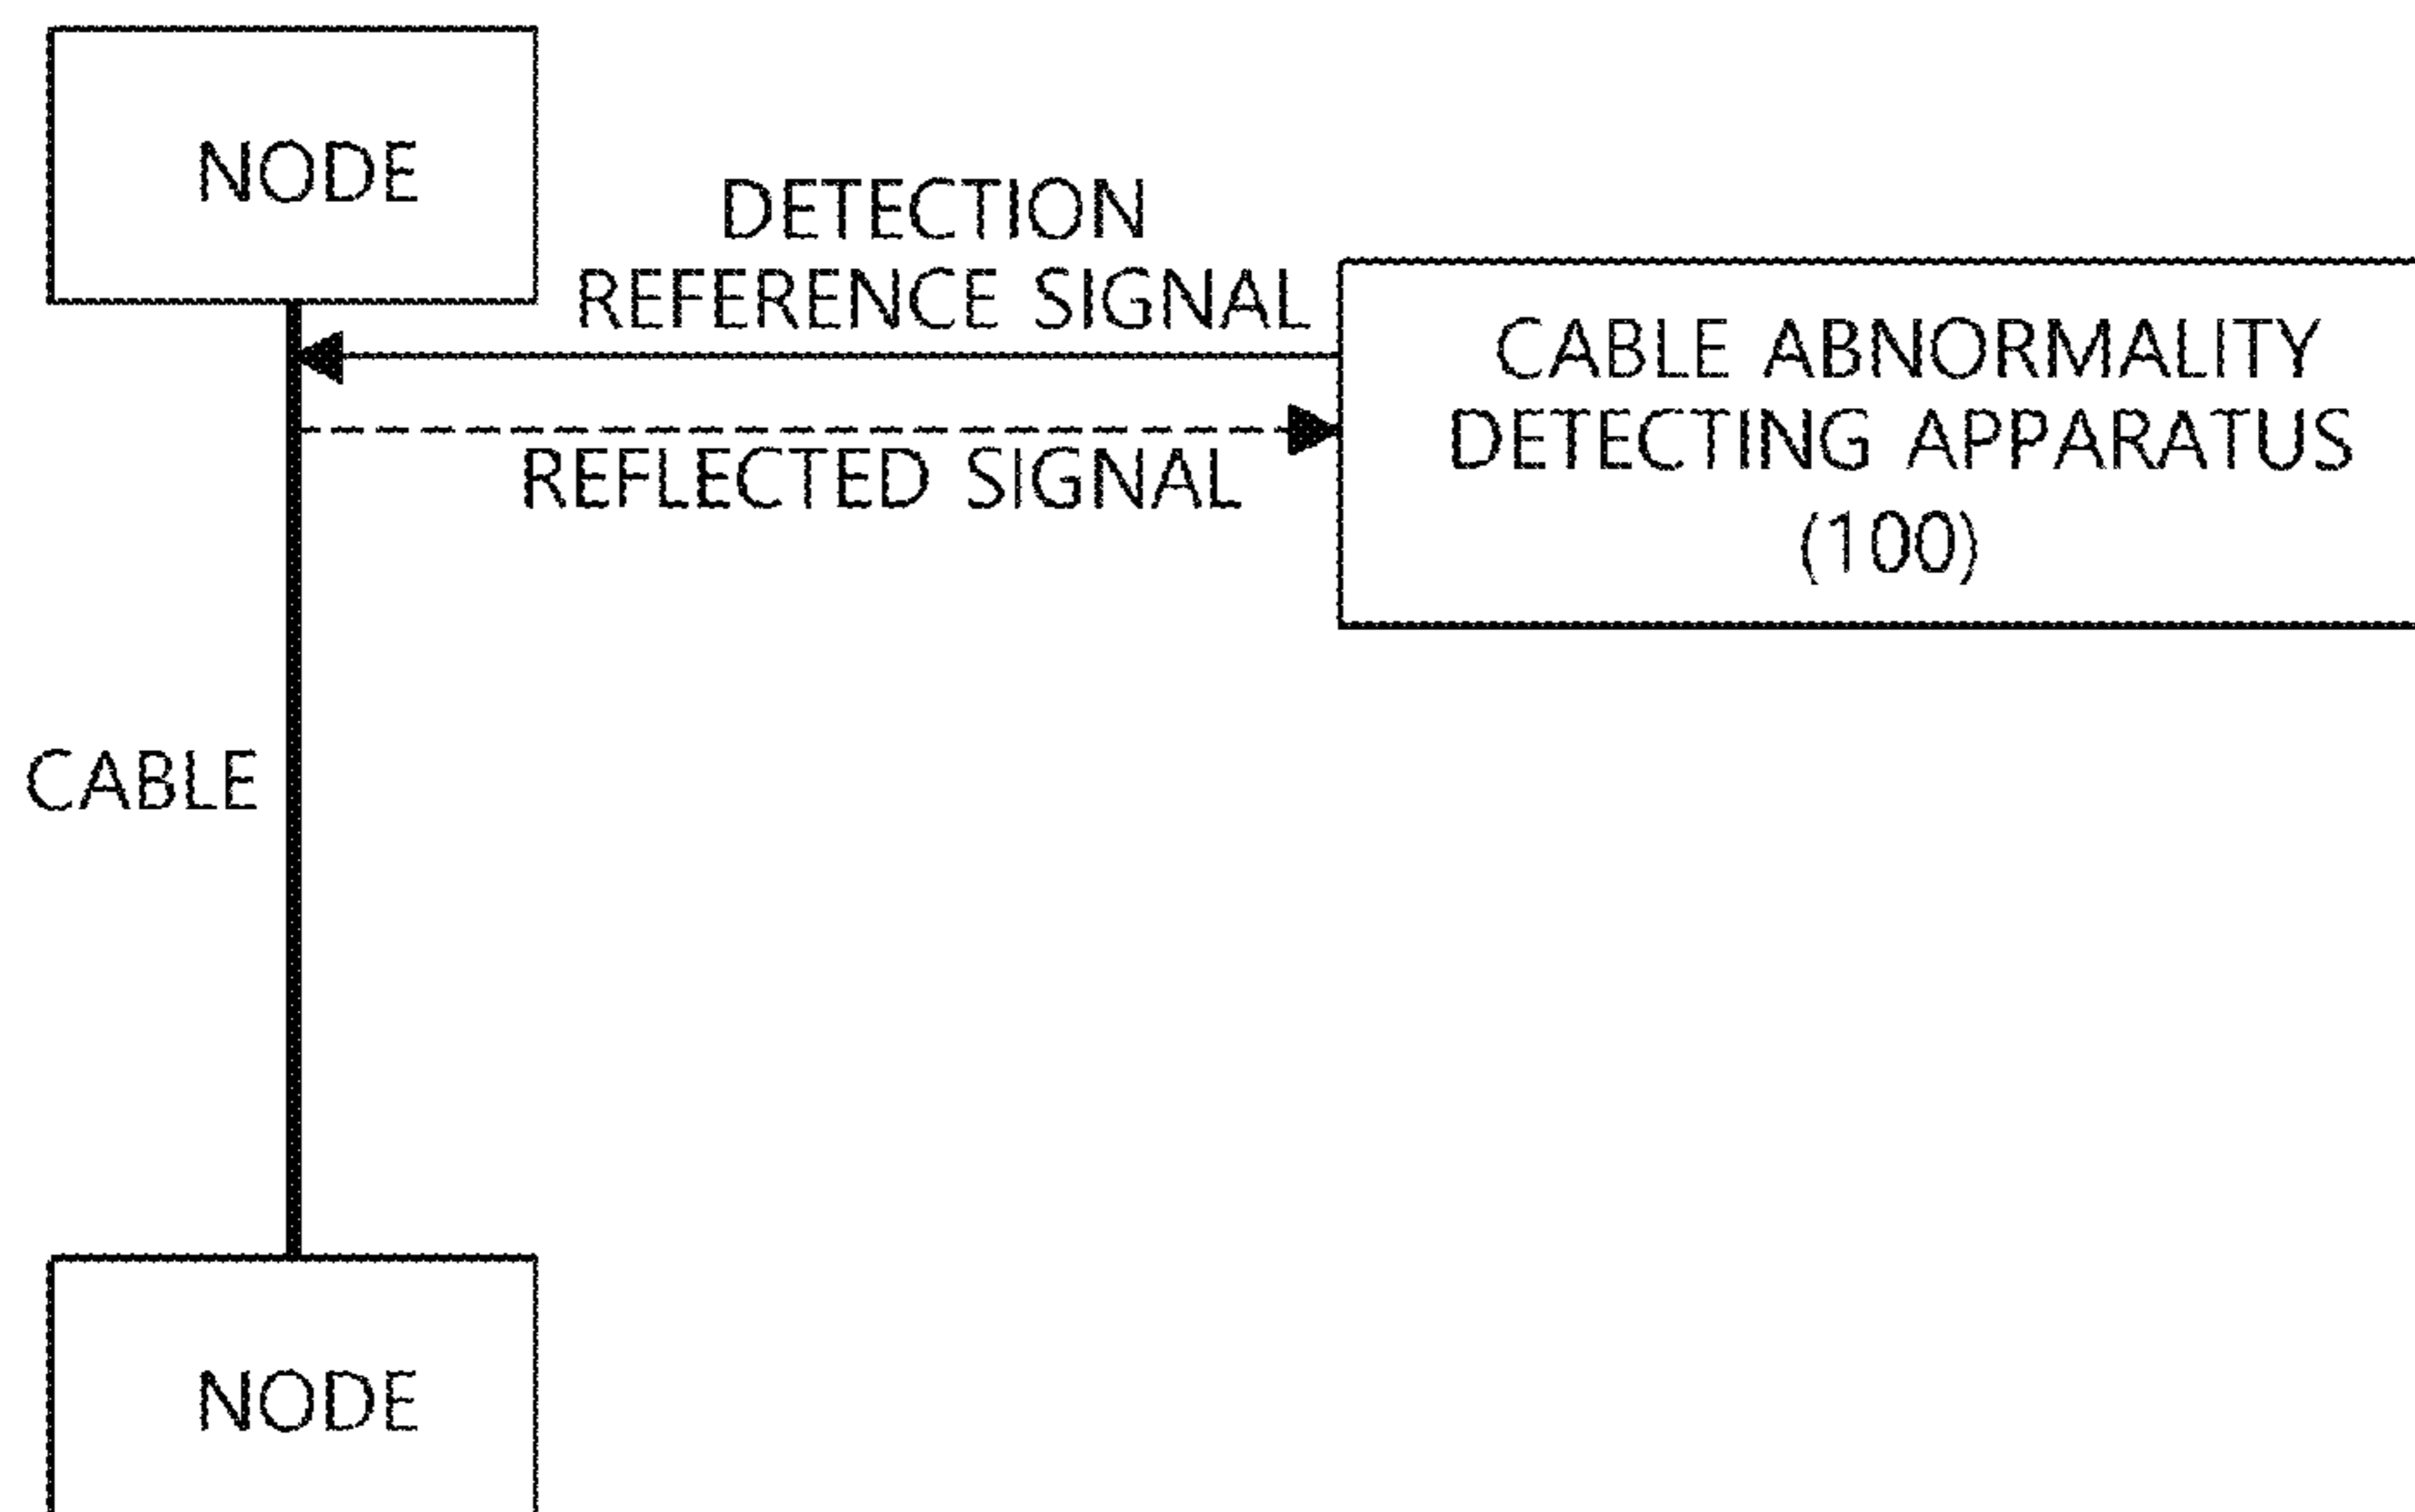 NODE
DETECTION
REFERENCE SIGNAL
REFLECTED SIGNAL
CABLE ABNORMALITY
DETECTING APPARATUS
(100)
CABLE
NODE